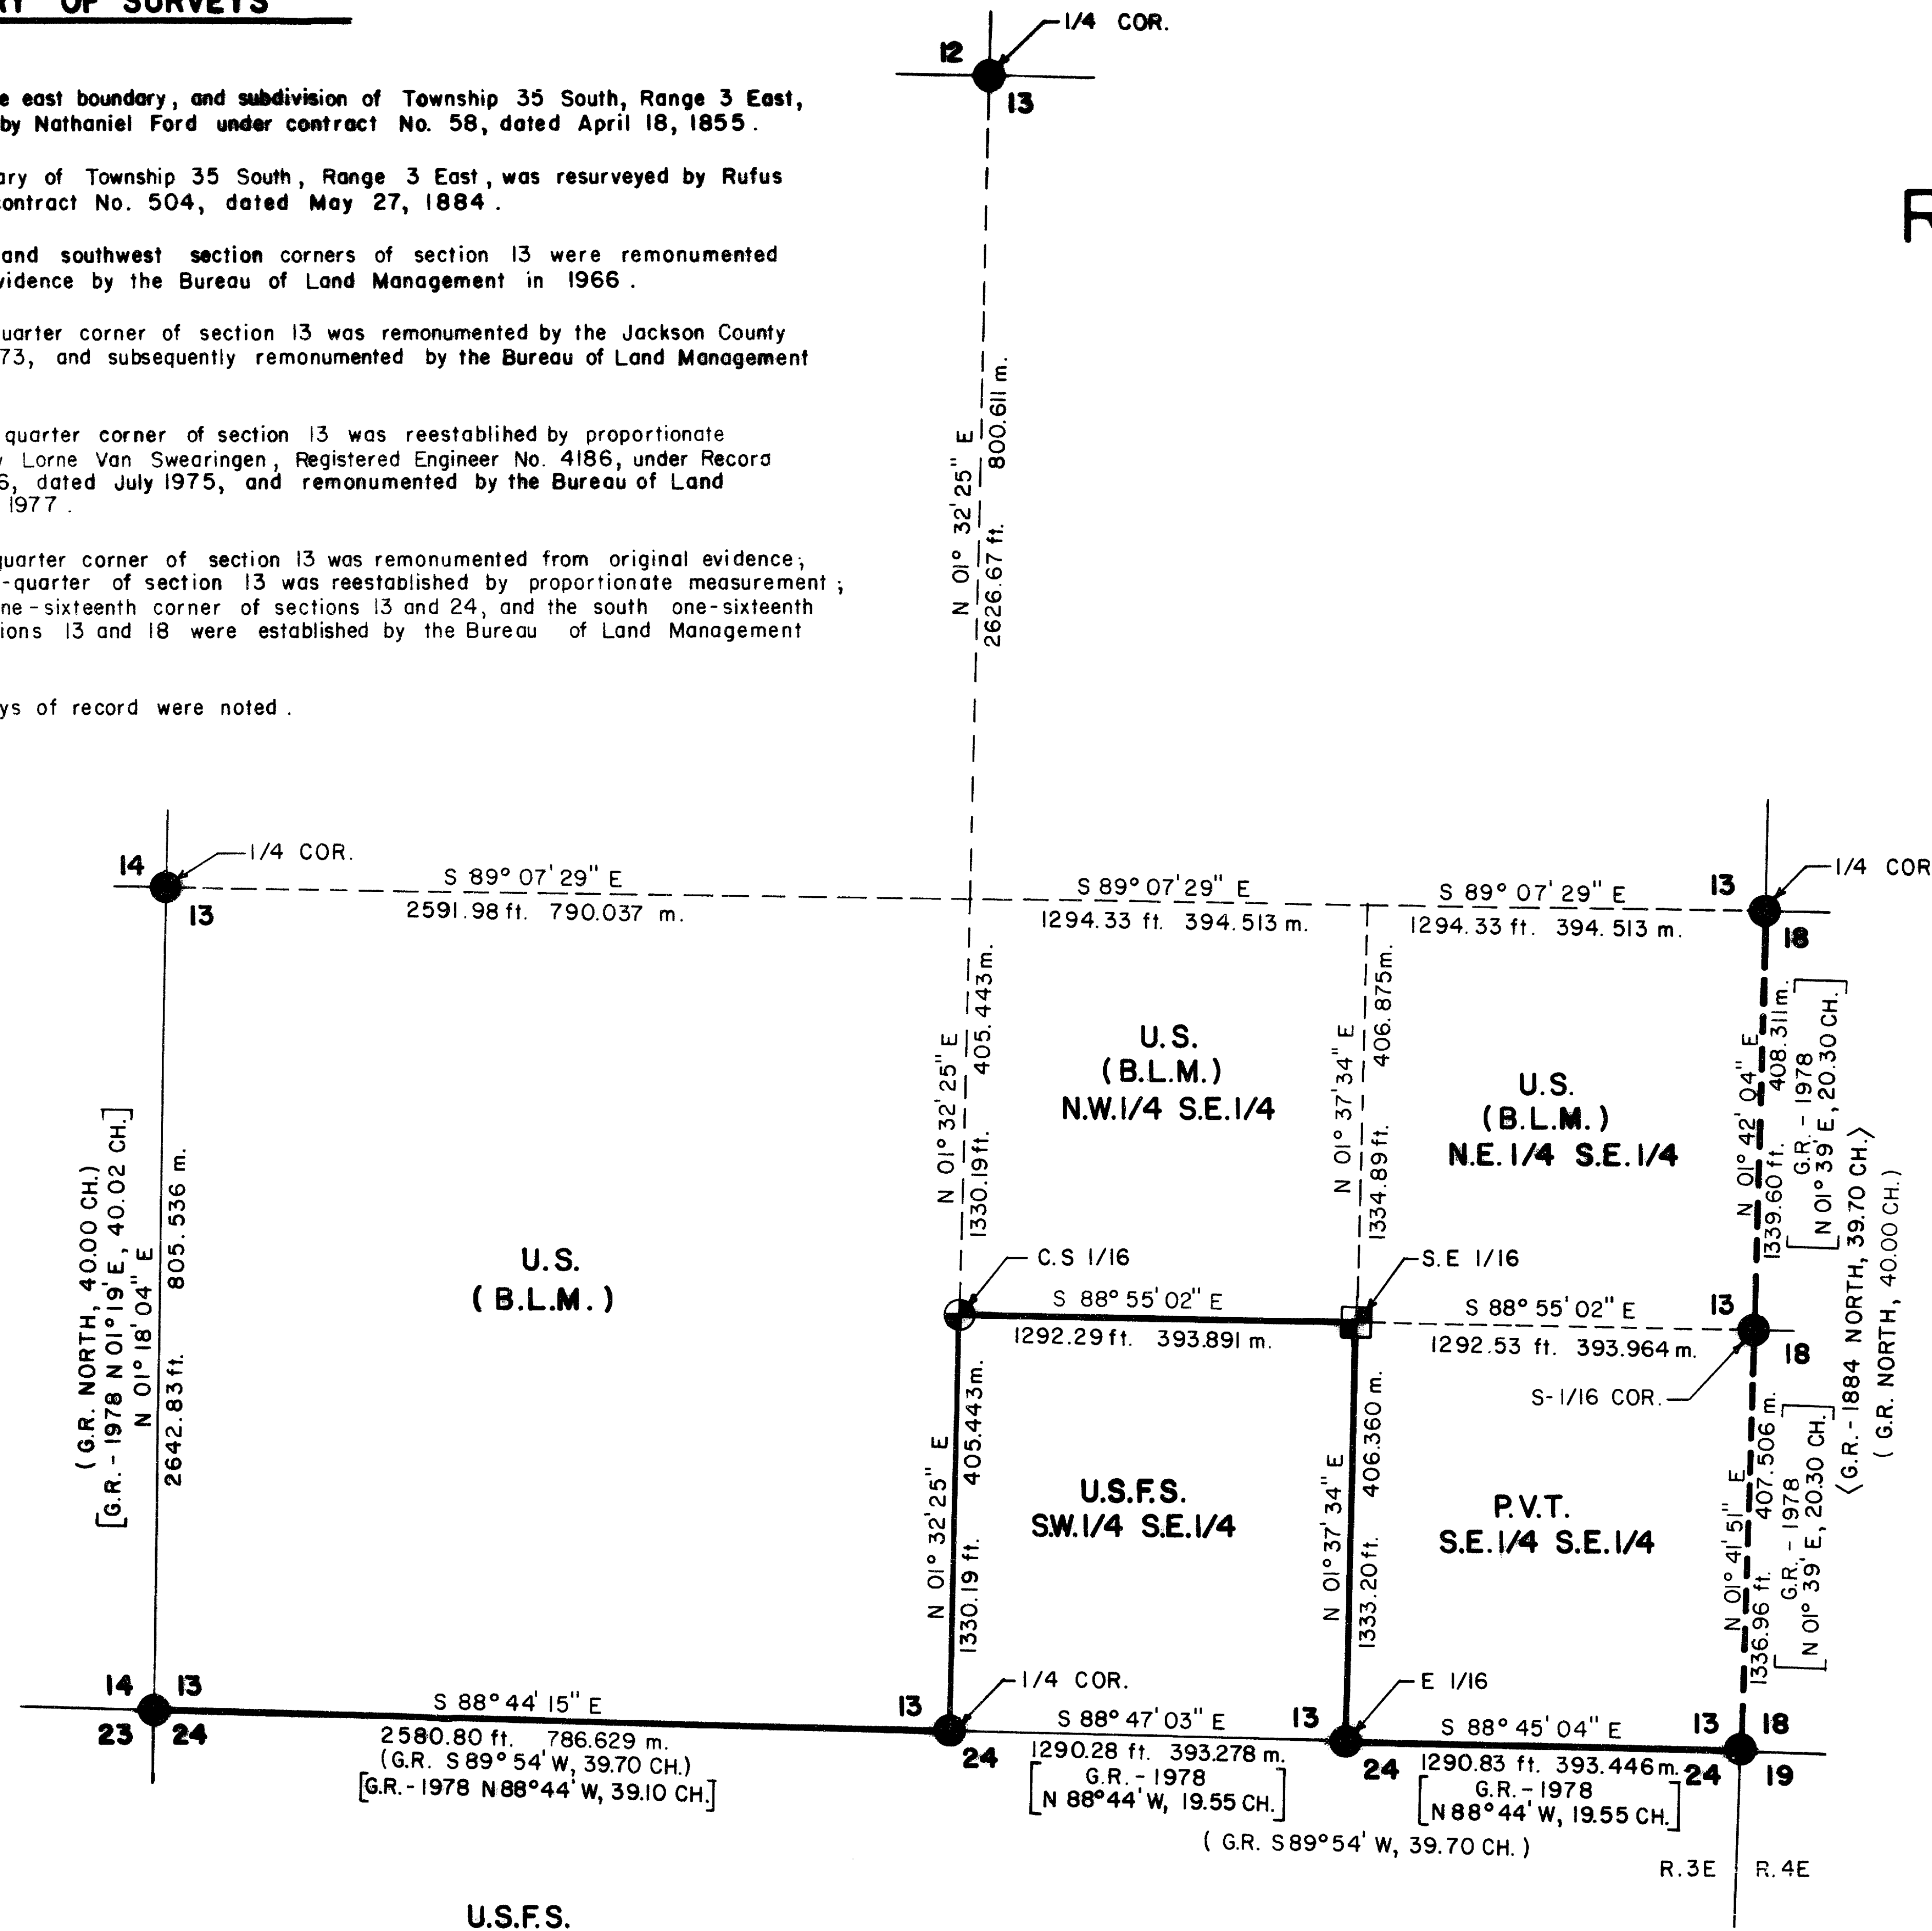 RY OF SURVEYS
e east boundary, and subdivision of Township 35 South, Range 3 East,
by Nathaniel Ford under contract No. 58, dated April 18, 1855.
ary of Township 35 South, Range 3 East, was resurveyed by Rufus
contract No. 504, dated May 27, 1884.
and southwest section corners of section 13 were remonumented
vidence by the Bureau of Land Management in 1966.
uarter corner of section 13 was remonumented by the Jackson County
73, and subsequently remonumented by the Bureau of Land Management
quarter corner of section 13 was reestablihed by proportionate
y Lorne Van Swearingen, Registered Engineer No. 4186, under Record
6, dated July 1975, and remonumented by the Bureau of Land
1977.
quarter corner of section 13 was remonumented from original evidence;
-quarter of section 13 was reestablished by proportionate measurement;
ne-sixteenth corner of sections 13 and 24, and the south one-sixteenth
ions 13 and 18 were established by the Bureau of Land Management
ys of record were noted.
R
1/4 COR.
12
13
N 01° 32' 25" E
2626.67 ft. 800.611 m.
14
13
1/4 COR.
S 89° 07' 29" E
2591.98 ft. 790.037 m.
S 89° 07' 29" E
1294.33 ft. 394.513 m.
S 89° 07' 29" E
1294.33 ft. 394.513 m.
13
18
1/4 COR
(G.R. NORTH, 40.00 CH.)
[G.R. - 1978 N 01° 19' E, 40.02 CH.]
N 01° 18' 04" E
2642.83 ft. 805.536 m.
U.S.
(B.L.M.)
N 01° 32' 25" E
1330.19 ft. 405.443 m.
U.S.
(B.L.M.)
N.W. 1/4 S.E. 1/4
N 01° 37' 34" E
1334.89 ft. 406.875 m.
U.S.
(B.L.M.)
N.E. 1/4 S.E. 1/4
N 01° 42' 04" E
1339.60 ft. 408.311 m.
[G.R. - 1978
N 01° 39' E, 20.30 CH.]
⟨G.R. - 1884 NORTH, 39.70 CH.⟩
(G.R. NORTH, 40.00 CH.)
C.S 1/16
S 88° 55' 02" E
1292.29 ft. 393.891 m.
S.E 1/16
S 88° 55' 02" E
1292.53 ft. 393.964 m.
13
18
S-1/16 COR.
N 01° 32' 25" E
1330.19 ft. 405.443 m.
U.S.F.S.
S.W. 1/4 S.E. 1/4
N 01° 37' 34" E
1333.20 ft. 406.360 m.
P.V.T.
S.E. 1/4 S.E. 1/4
N 01° 41' 51" E
1336.96 ft. 407.506 m.
[G.R. - 1978
N 01° 39' E, 20.30 CH.]
14 13
23 24
S 88° 44' 15" E
2580.80 ft. 786.629 m.
(G.R. S 89° 54' W, 39.70 CH.)
[G.R. - 1978 N 88° 44' W, 39.10 CH.]
13
24
1/4 COR.
S 88° 47' 03" E
1290.28 ft. 393.278 m.
[G.R. - 1978
N 88° 44' W, 19.55 CH.]
13
24
E 1/16
S 88° 45' 04" E
1290.83 ft. 393.446 m.
[G.R. - 1978
N 88° 44' W, 19.55 CH.]
13 18
24 19
(G.R. S 89° 54' W, 39.70 CH.)
R.3E R.4E
U.S.F.S.